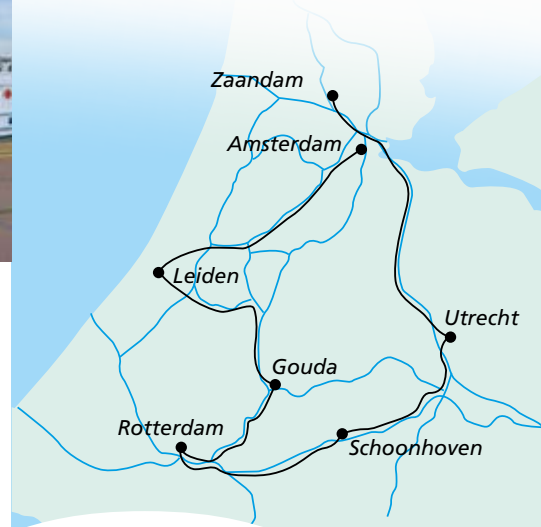 Zaandam
Amsterdam
Leiden
Utrecht
Gouda
Rotterdam
Schoonhoven